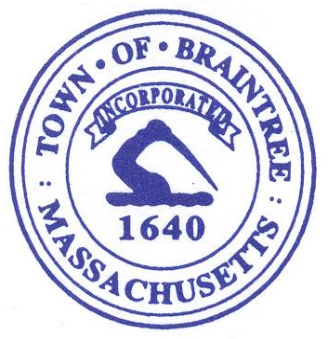 TOWN · OF · BRAINTREE :
MASSACHUSETTS :
INCORPORATED
1640